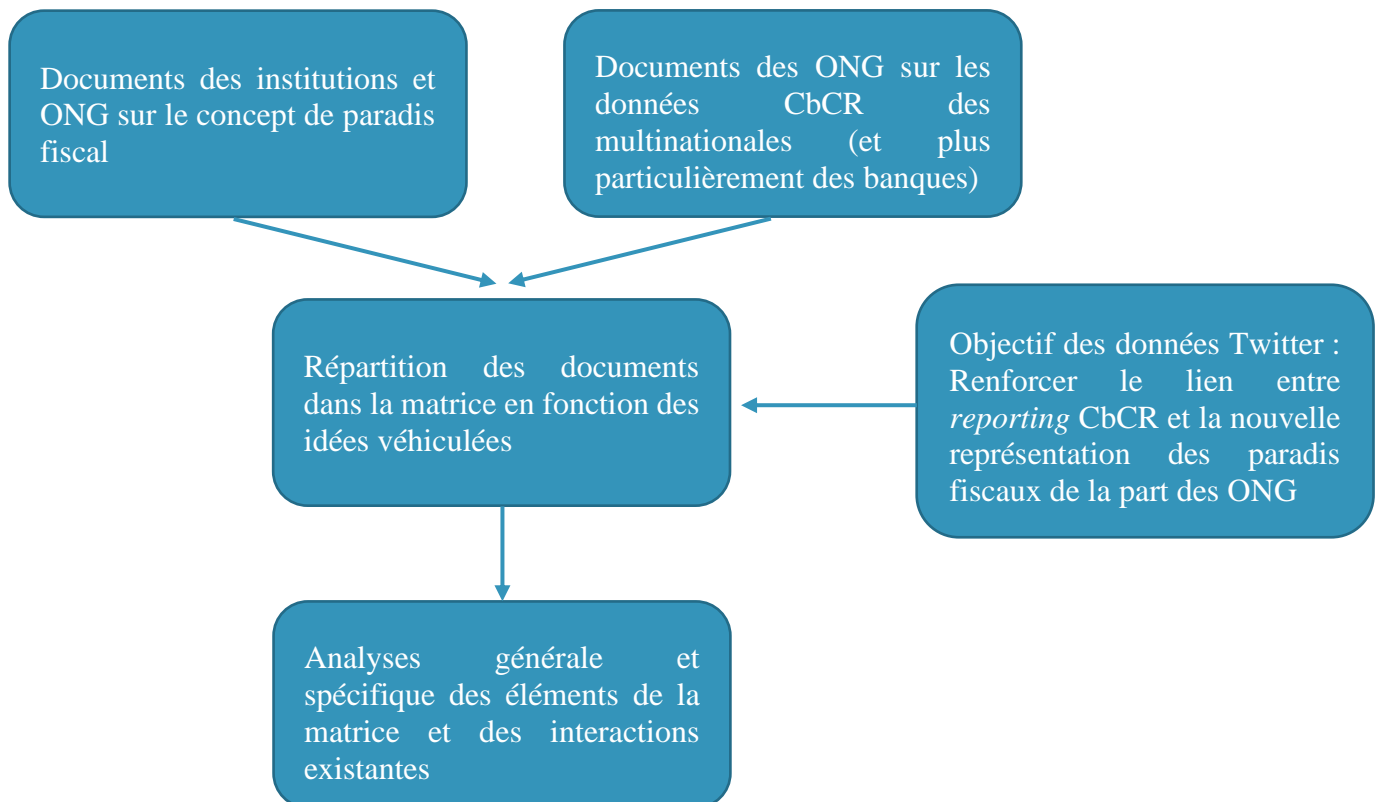 Documents des institutions et
ONG sur le concept de paradis
fiscal
Documents des ONG sur les
données CbCR des
multinationales (et plus
particulièrement des banques)
Répartition des documents
dans la matrice en fonction des
idées véhiculées
Objectif des données Twitter :
Renforcer le lien entre
reporting CbCR et la nouvelle
représentation des paradis
fiscaux de la part des ONG
Analyses générale et
spécifique des éléments de la
matrice et des interactions
existantes